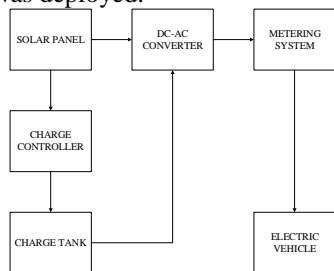 was deployed.
SOLAR PANEL
DC-AC
CONVERTER
METERING
SYSTEM
CHARGE
CONTROLLER
CHARGE TANK
ELECTRIC
VEHICLE